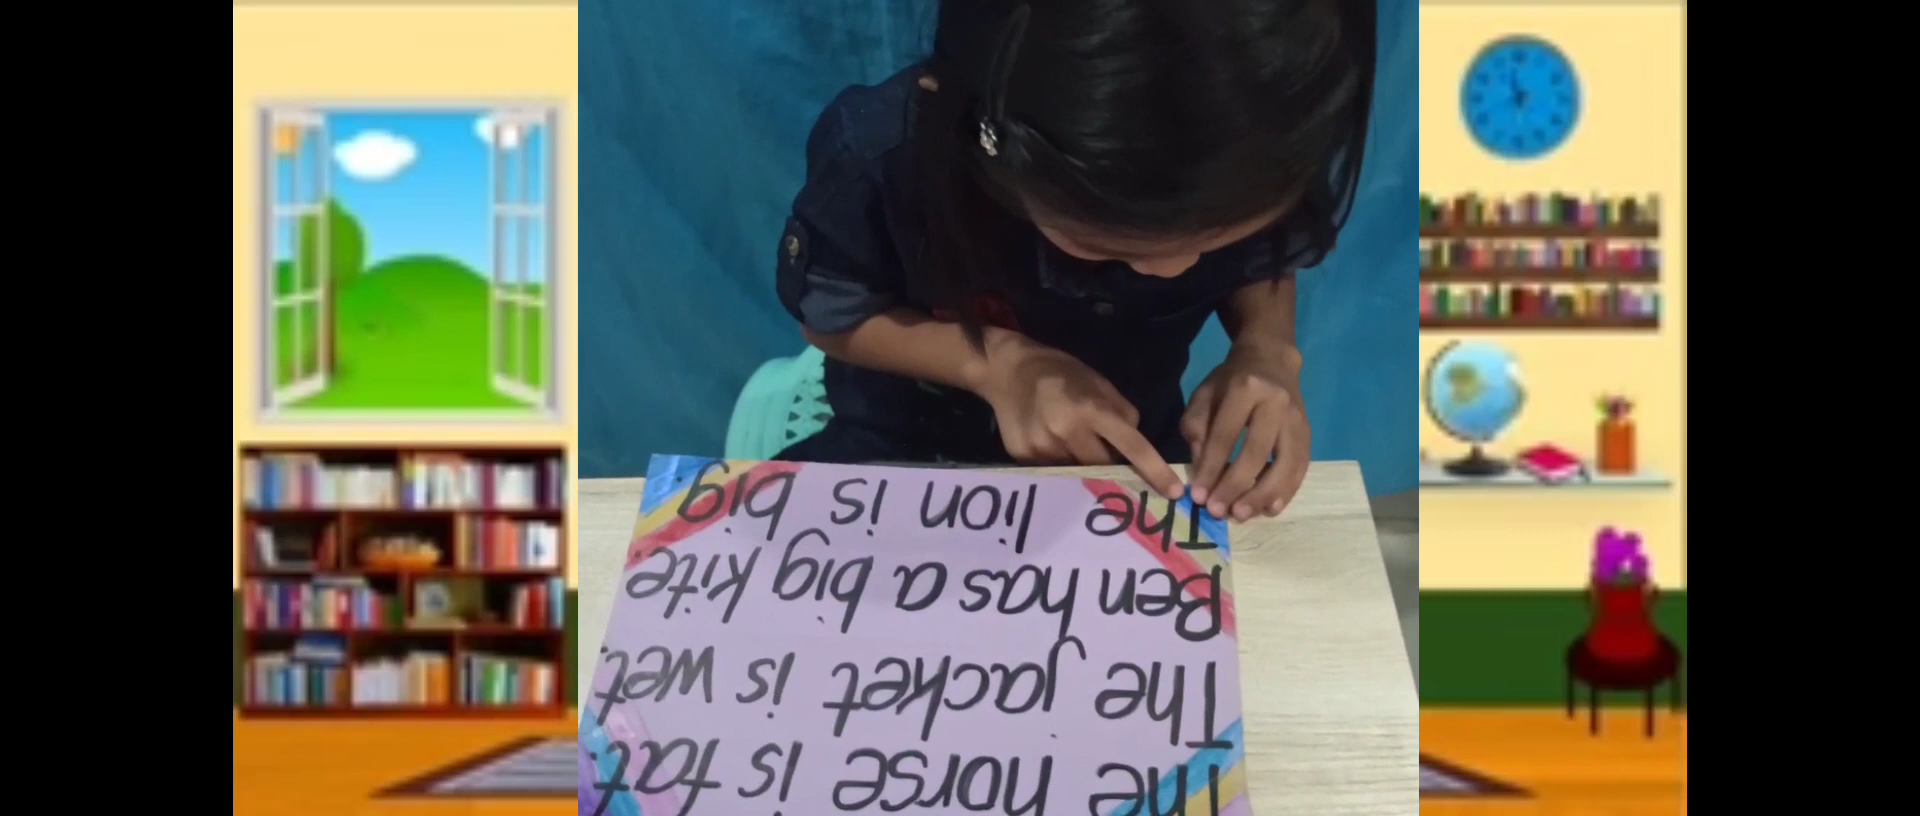 The horse is fat.
The jacket is wet.
Ben has a big kite.
The lion is big.